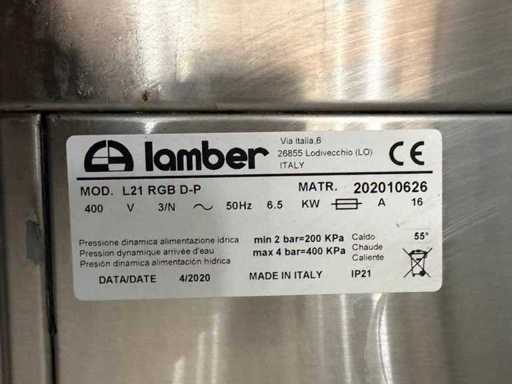 lamber
Via Italia,6
26855 Lodivecchio (LO)
ITALY
CE
MOD. L21 RGB D-P MATR. 202010626
400 V 3/N ~ 50Hz 6.5 KW A 16
Pressione dinamica alimentazione idrica
Pression dynamique arrivée d'eau
Presión dinámica alimentación hidrica
min 2 bar=200 KPa
max 4 bar=400 KPa
Caldo 55°
Chaude
Caliente
DATA/DATE 4/2020 MADE IN ITALY IP21